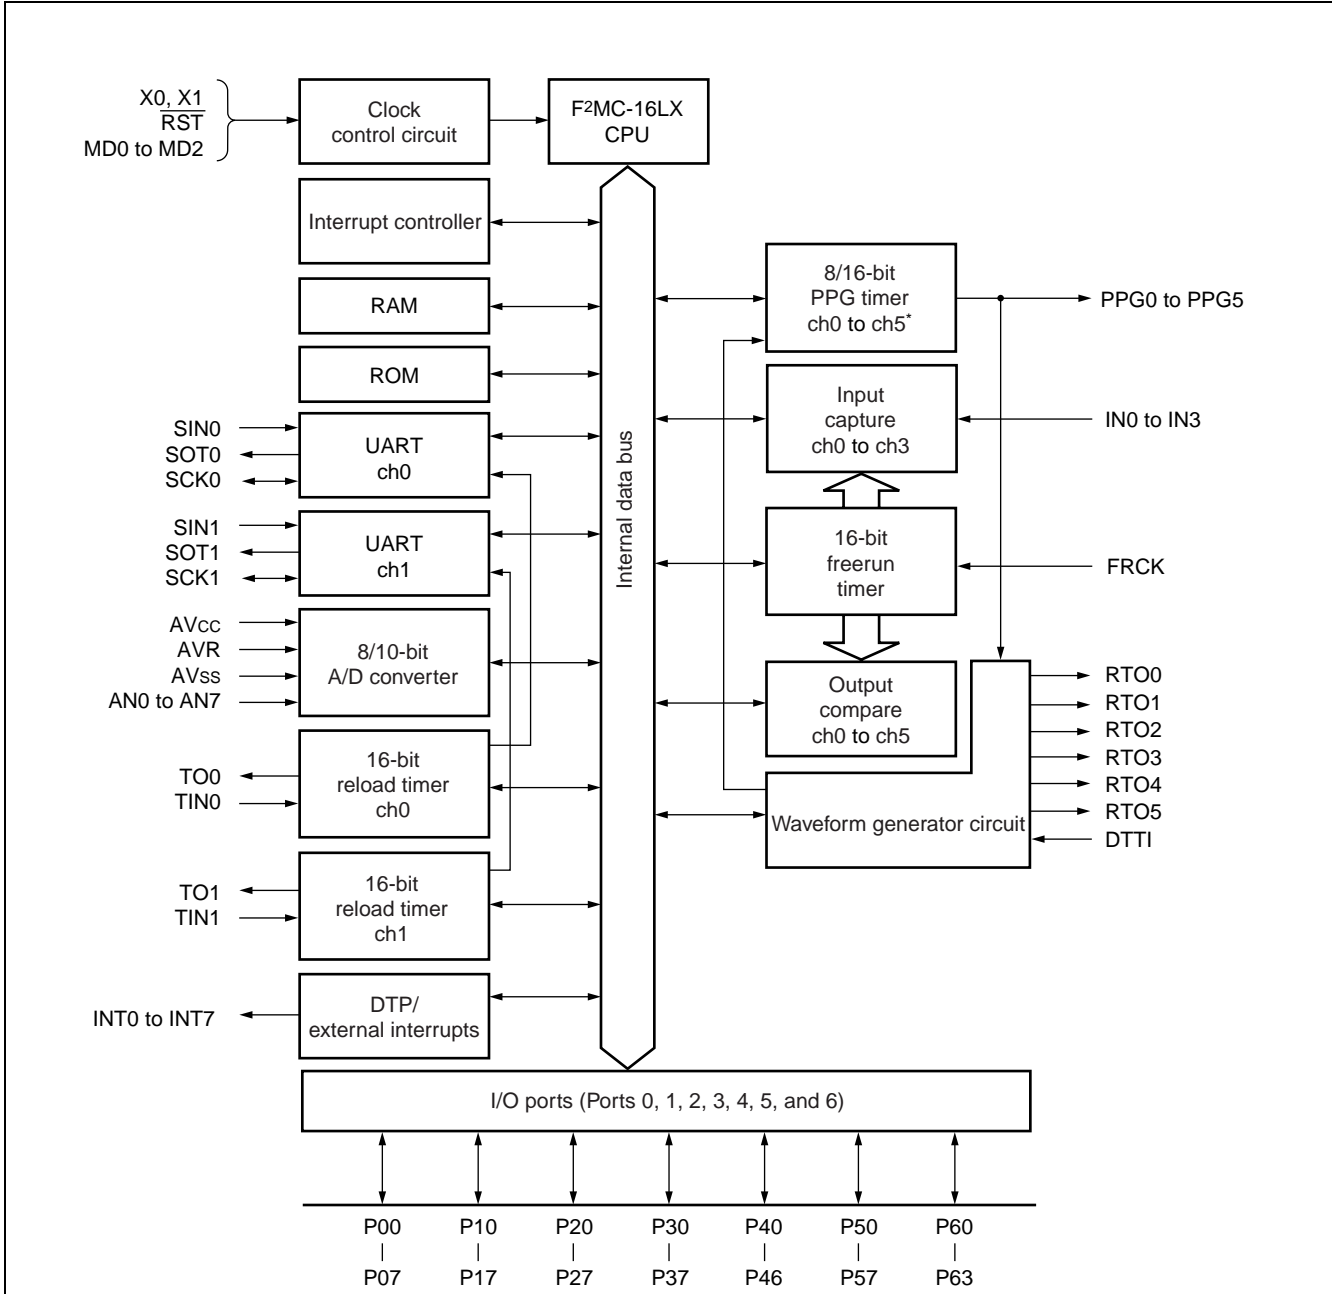 X0, X1
RST
MD0 to MD2
Clock
control circuit
F2MC-16LX
CPU
Interrupt controller
RAM
ROM
SIN0
SOT0
SCK0
UART
ch0
SIN1
SOT1
SCK1
UART
ch1
AVcc
AVR
AVss
AN0 to AN7
8/10-bit
A/D converter
TO0
TIN0
16-bit
reload timer
ch0
TO1
TIN1
16-bit
reload timer
ch1
INT0 to INT7
DTP/
external interrupts
Internal data bus
8/16-bit
PPG timer
ch0 to ch5*
PPG0 to PPG5
Input
capture
ch0 to ch3
IN0 to IN3
16-bit
freerun
timer
FRCK
Output
compare
ch0 to ch5
Waveform generator circuit
RTO0
RTO1
RTO2
RTO3
RTO4
RTO5
DTTI
I/O ports (Ports 0, 1, 2, 3, 4, 5, and 6)
P00 P10 P20 P30 P40 P50 P60
P07 P17 P27 P37 P46 P57 P63